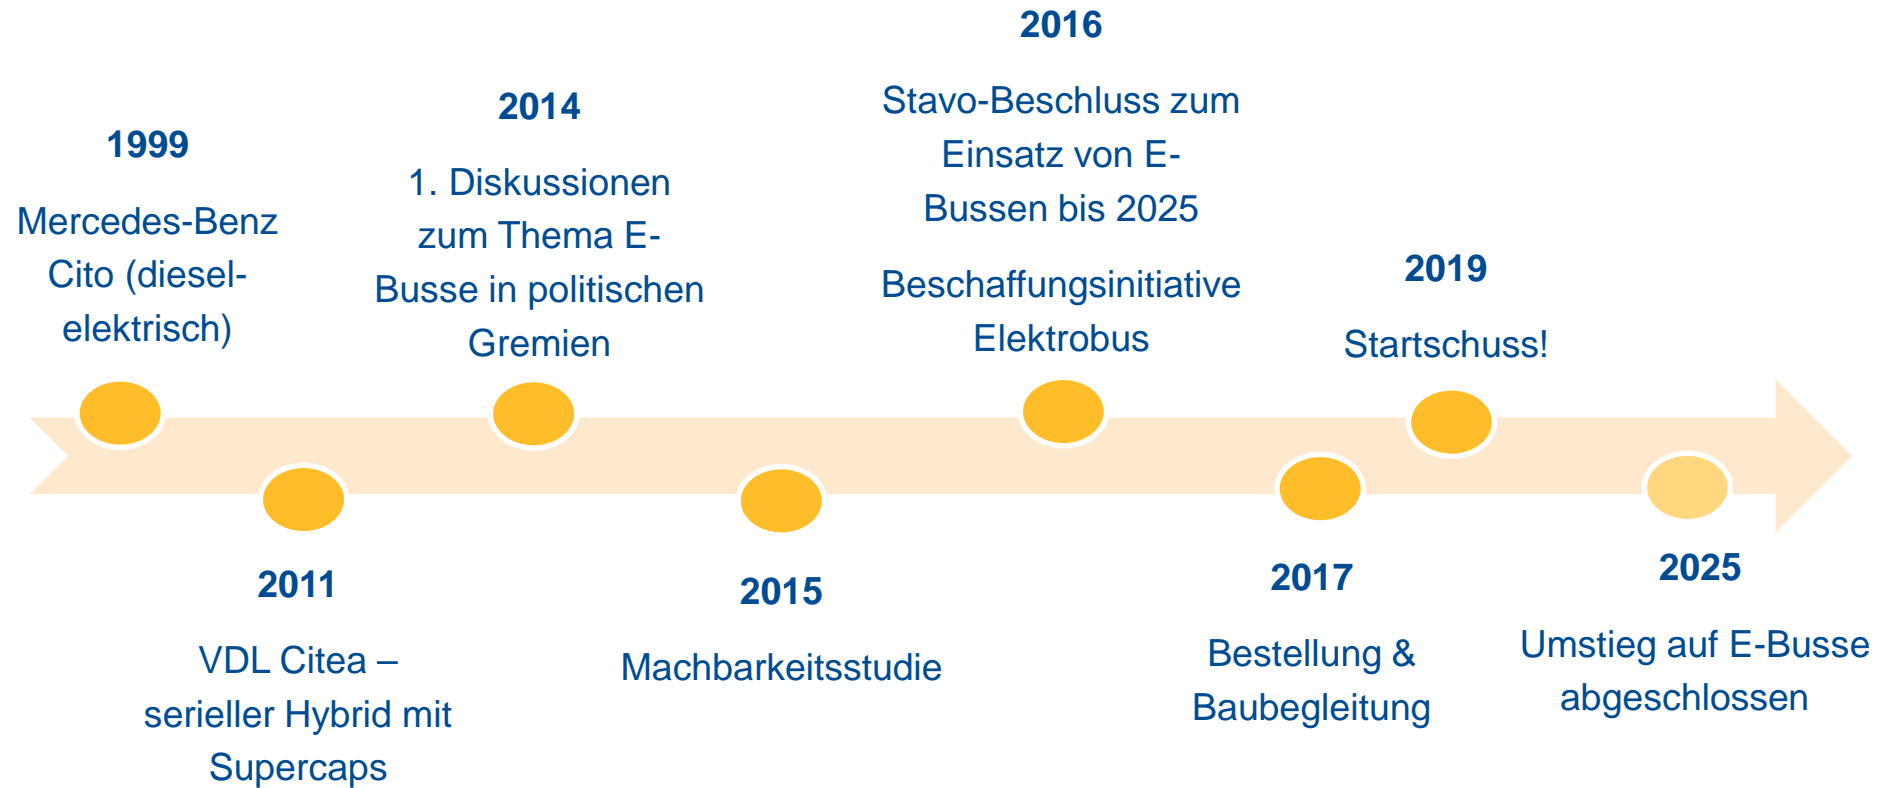 1999
Mercedes-Benz
Cito (diesel-
elektrisch)
2011
VDL Citea –
serieller Hybrid mit
Supercaps
2014
1. Diskussionen
zum Thema E-
Busse in politischen
Gremien
2015
Machbarkeitsstudie
2016
Stavo-Beschluss zum
Einsatz von E-
Bussen bis 2025
Beschaffungsinitiative
Elektrobus
2017
Bestellung &
Baubegleitung
2019
Startschuss!
2025
Umstieg auf E-Busse
abgeschlossen